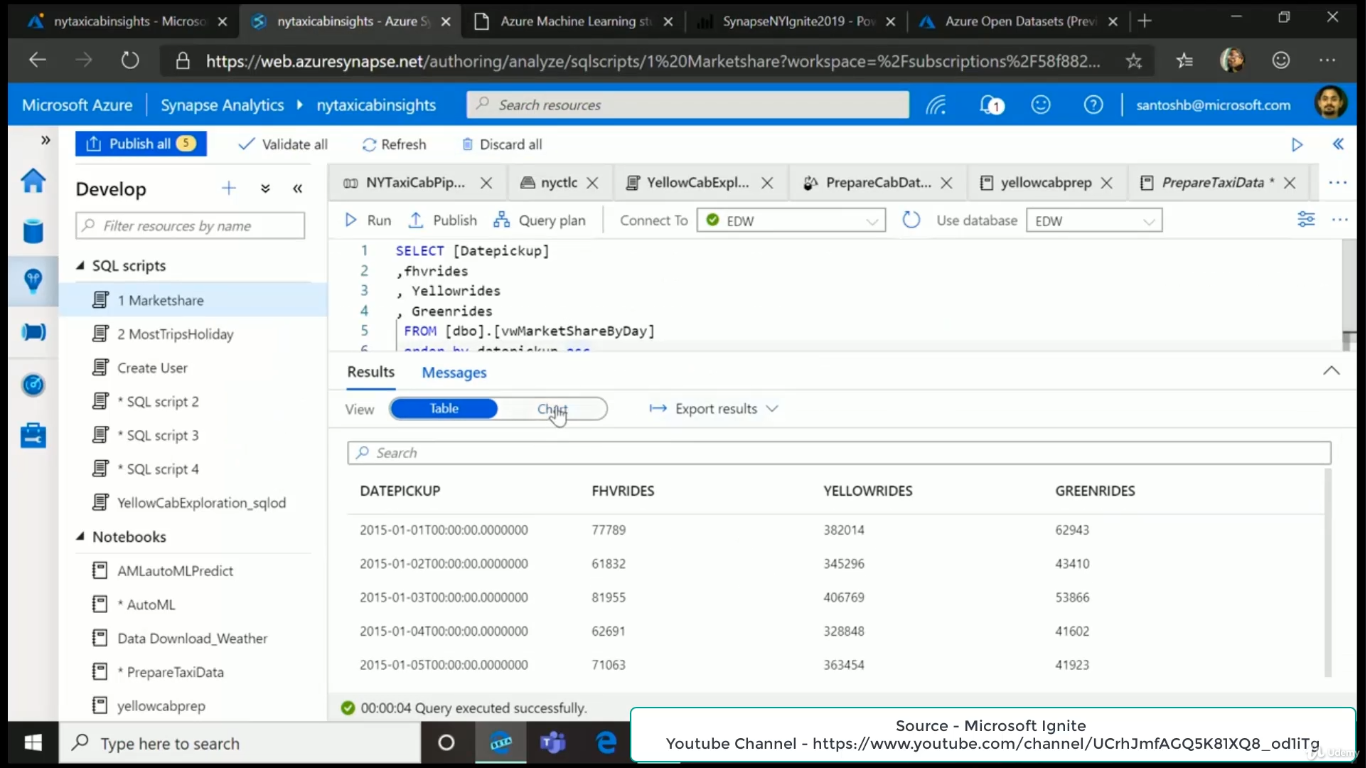 nytaxicabinsights - Microso
nytaxicabinsights - Azure Sy
Azure Machine Learning stu
SynapseNYIgnite2019 - Pow
Azure Open Datasets (Previ
https://web.azuresynapse.net/authoring/analyze/sqlscripts/1%20Marketshare?workspace=%2Fsubscriptions%2F58f882...
Microsoft Azure
Synapse Analytics
nytaxicabinsights
Search resources
1
santoshb@microsoft.com
Publish all 5
Validate all
Refresh
Discard all
Develop
Filter resources by name
SQL scripts
1 Marketshare
2 MostTripsHoliday
Create User
* SQL script 2
* SQL script 3
* SQL script 4
YellowCabExploration_sqlod
Notebooks
AMLautoMLPredict
* AutoML
Data Download_Weather
* PrepareTaxiData
yellowcabprep
NYTaxiCabPip...
nyctlc
YellowCabExpl...
PrepareCabDat...
yellowcabprep
PrepareTaxiData *
Run
Publish
Query plan
Connect To
EDW
Use database
EDW
1 SELECT [Datepickup]
2 ,fhvrides
3 , Yellowrides
4 , Greenrides
5 FROM [dbo].[vwMarketShareByDay]
6 order by datepickup asc
Results
Messages
View
Table
Chart
Export results
Search
DATEPICKUP FHVRIDES YELLOWRIDES GREENRIDES
2015-01-01T00:00:00.0000000 77789 382014 62943
2015-01-02T00:00:00.0000000 61832 345296 43410
2015-01-03T00:00:00.0000000 81955 406769 53866
2015-01-04T00:00:00.0000000 62691 328848 41602
2015-01-05T00:00:00.0000000 71063 363454 41923
00:00:04 Query executed successfully.
Type here to search
Source - Microsoft Ignite
Youtube Channel - https://www.youtube.com/channel/UCrhJmfAGQ5K81XQ8_od1iTg
Udemy